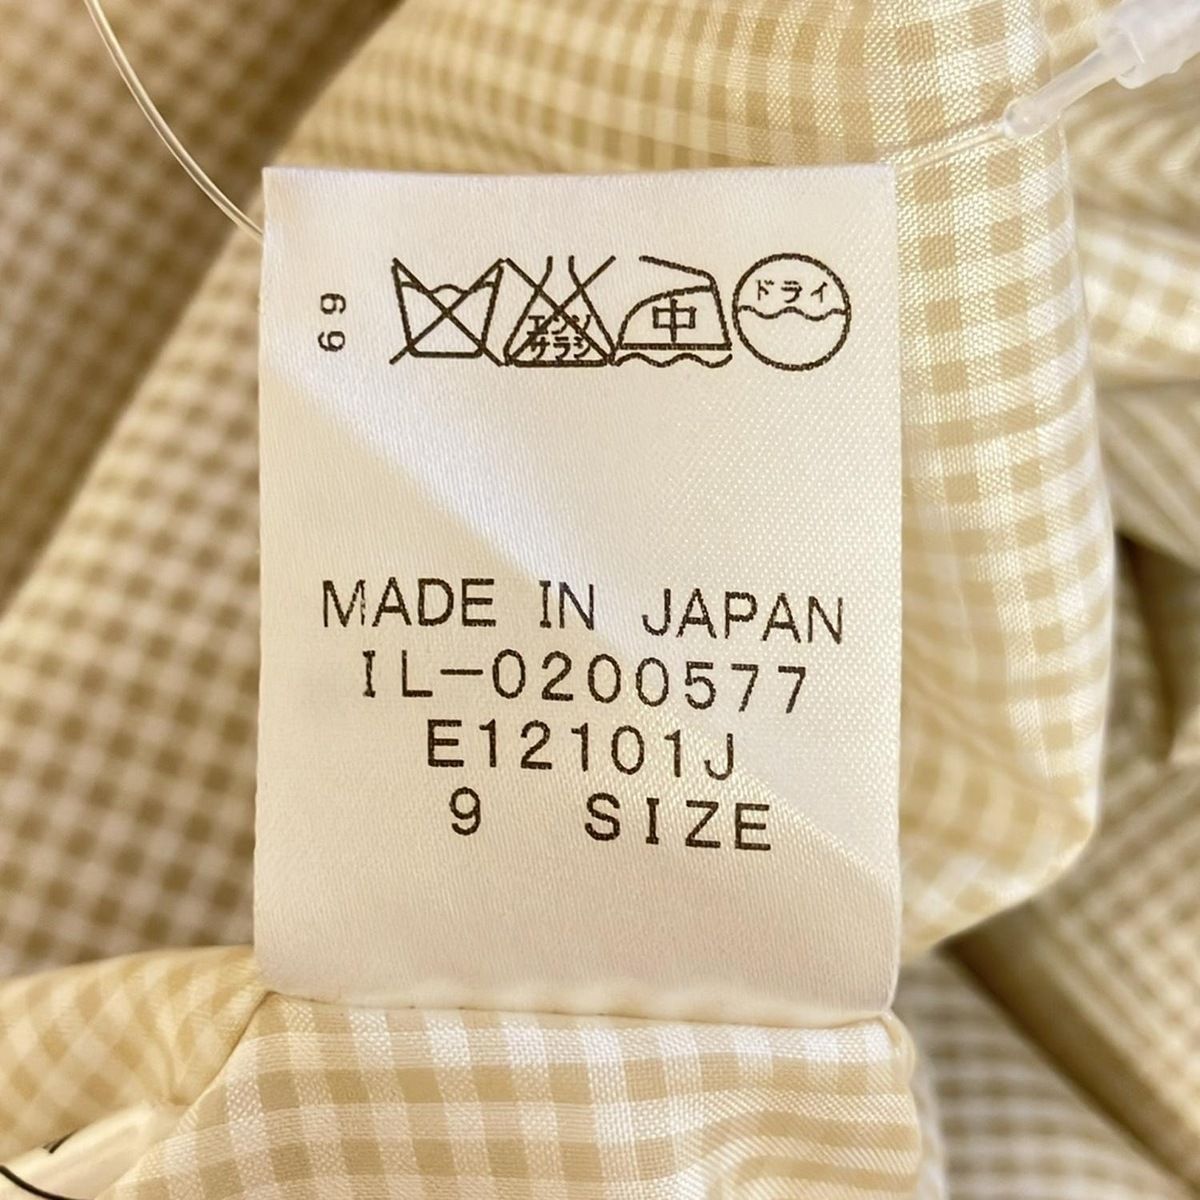 69
エンソ
サラシ
中
ドライ
MADE IN JAPAN
IL-0200577
E12101J
9 SIZE